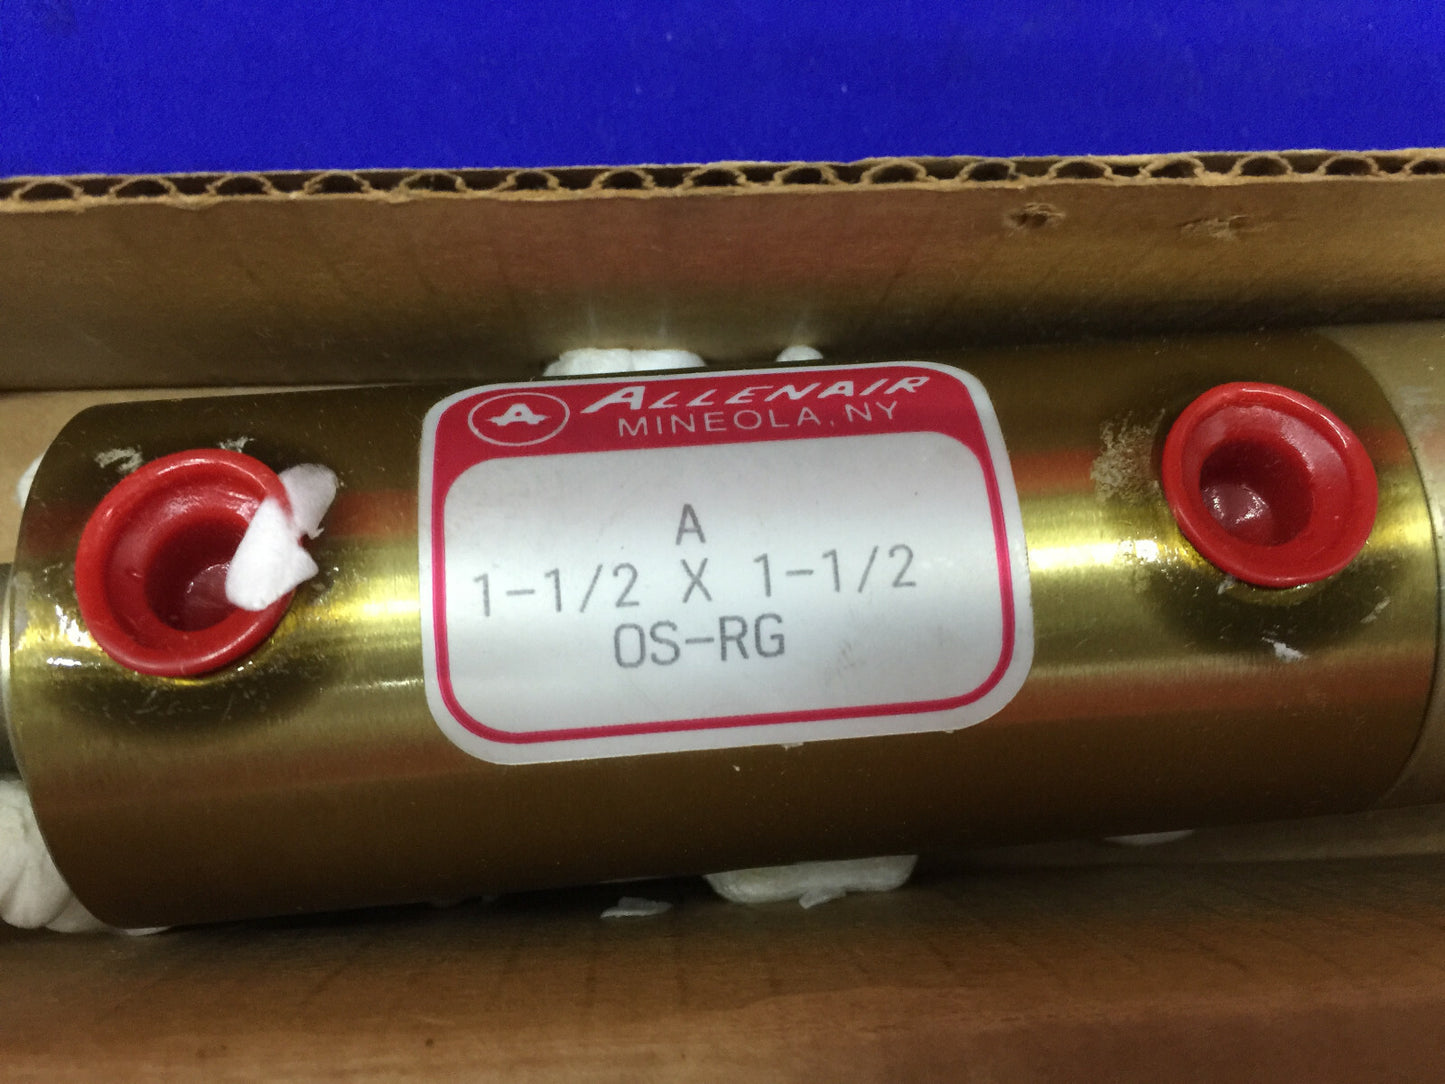 A ALLENAIR
MINEOLA, NY
A
1-1/2 X 1-1/2
OS-RG